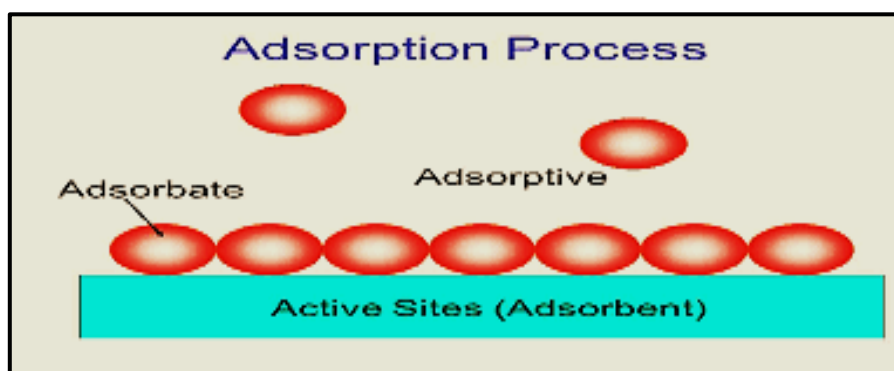 Adsorption Process
Adsorptive
Adsorbate
Active Sites (Adsorbent)